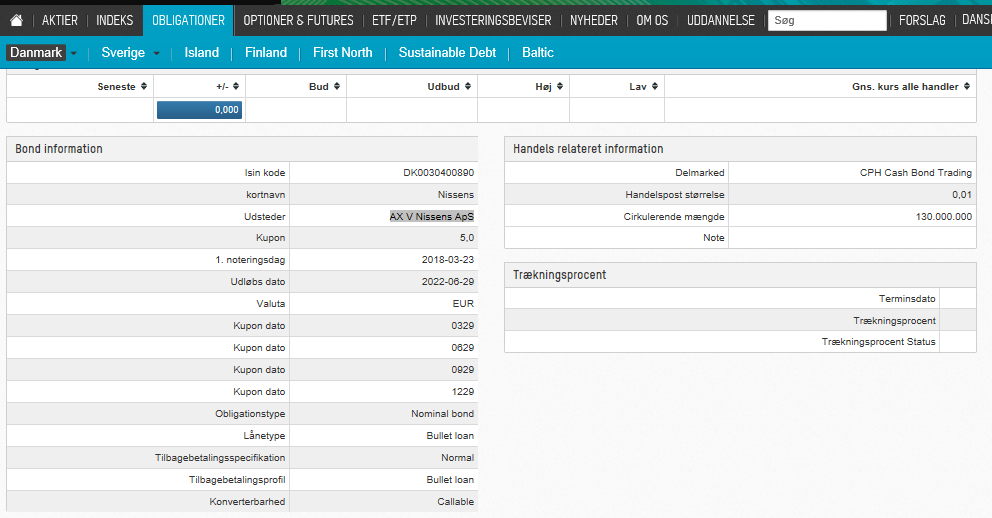 AKTIER INDEKS OBLIGATIONER OPTIONER & FUTURES ETF/ETP INVESTERINGSBEVISER NYHEDER OM OS UDDANNELSE Søg FORSLAG DANS
Danmark Sverige Island Finland First North Sustainable Debt Baltic
Seneste +/- Bud Udbud Høj Lav Gns. kurs alle handler
0,000
Bond information
Isin kode DK0030400890
kortnavn Nissens
Udsteder AX V Nissens ApS
Kupon 5,0
1. noteringsdag 2018-03-23
Udløbs dato 2022-06-29
Valuta EUR
Kupon dato 0329
Kupon dato 0629
Kupon dato 0929
Kupon dato 1229
Obligationstype Nominal bond
Lånetype Bullet loan
Tilbagebetalingsspecifikation Normal
Tilbagebetalingsprofil Bullet loan
Konverterbarhed Callable
Handels relateret information
Delmarked CPH Cash Bond Trading
Handelspost størrelse 0,01
Cirkulerende mængde 130.000.000
Note
Trækningsprocent
Terminsdato
Trækningsprocent
Trækningsprocent Status